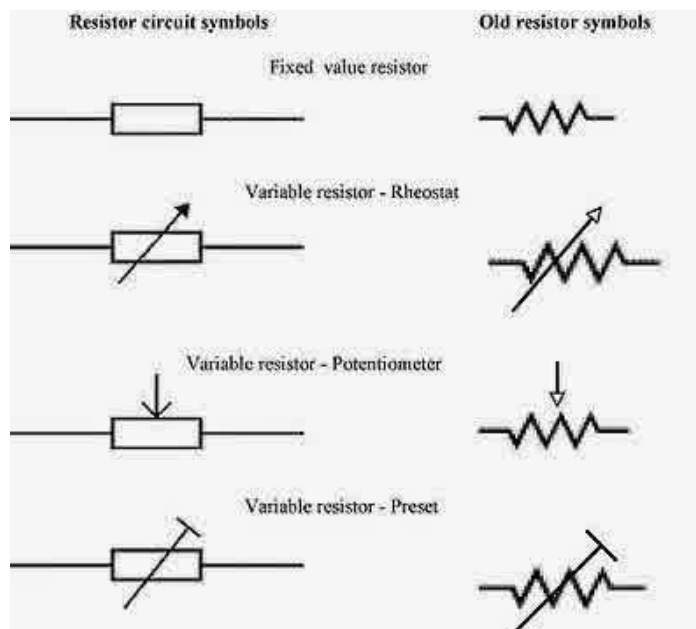 Resistor circuit symbols
Old resistor symbols
Fixed value resistor
Variable resistor - Rheostat
Variable resistor - Potentiometer
Variable resistor - Preset